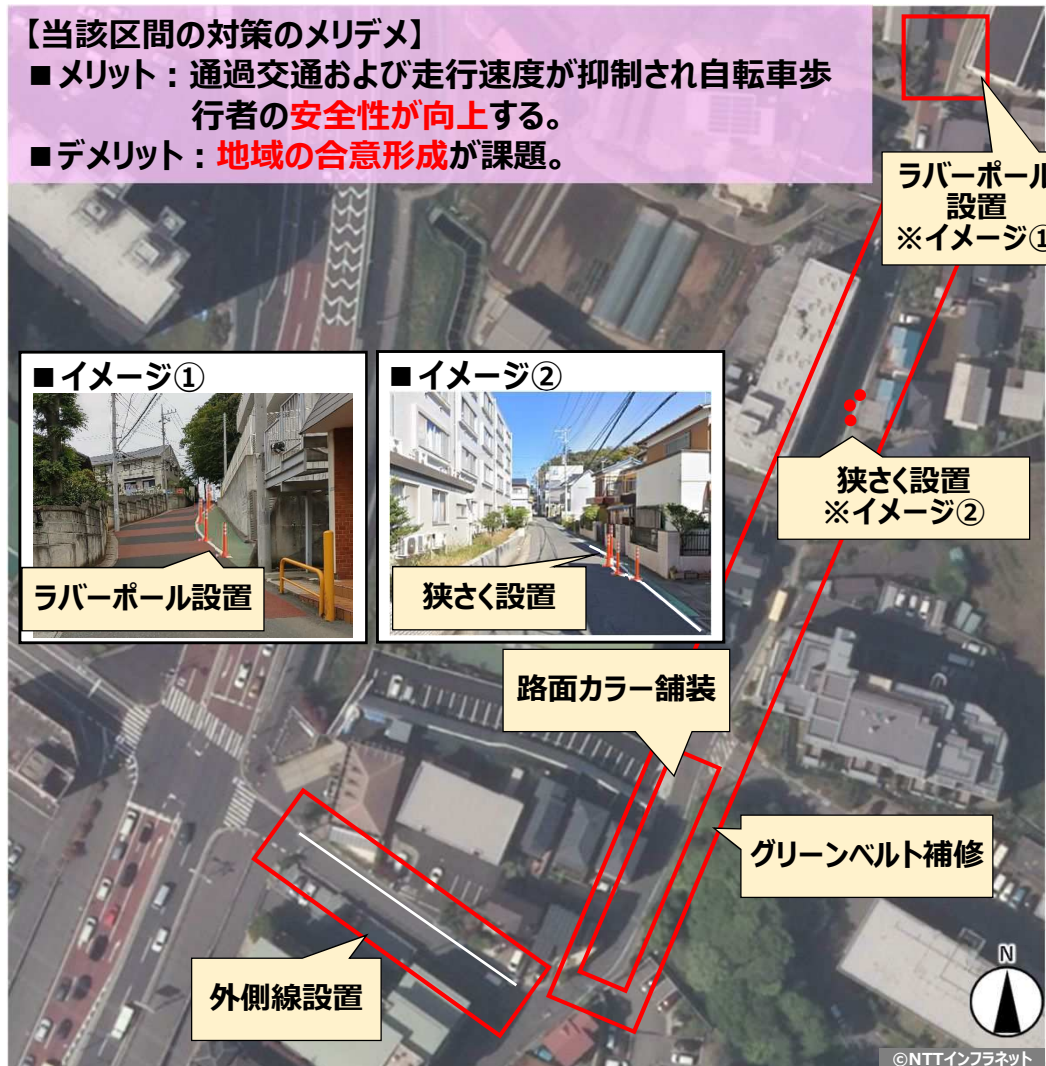 【当該区間の対策のメリデメ】
■メリット：通過交通および走行速度が抑制され自転車歩
行者の安全性が向上する。
■デメリット：地域の合意形成が課題。
ラバーポール
設置
※イメージ①
■イメージ①
ラバーポール設置
■イメージ②
狭さく設置
狭さく設置
※イメージ②
路面カラー舗装
グリーンベルト補修
外側線設置
N
©NTTインフラネット